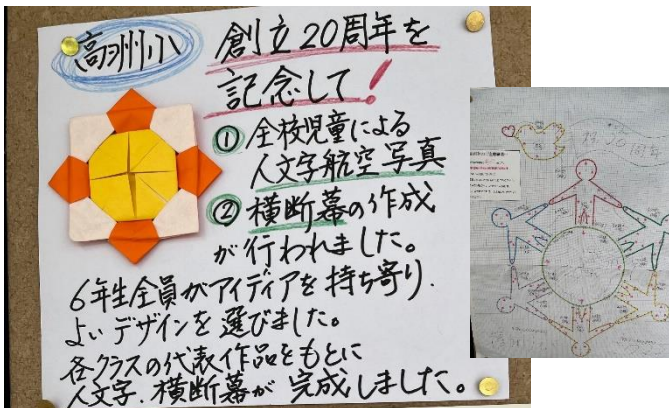 高洲小
創立20周年を
記念して！
① 全校児童による
人文字航空写真
② 横断幕の作成
が行われました。
6年生全員がアイディアを持ち寄り、
よいデザインを選びました。
各クラスの代表作品をもとに
人文字、横断幕が完成しました。